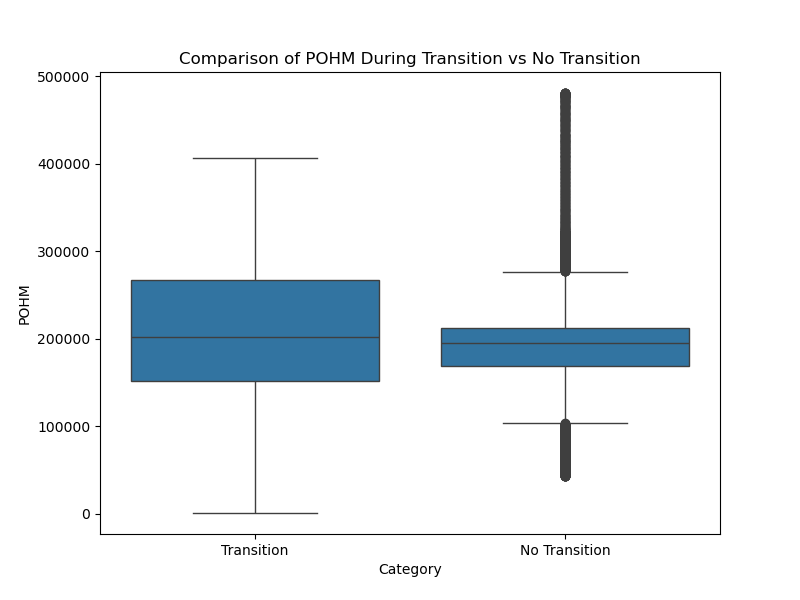 Comparison of POHM During Transition vs No Transition
500000
400000
300000
200000
100000
0
POHM
Transition
No Transition
Category